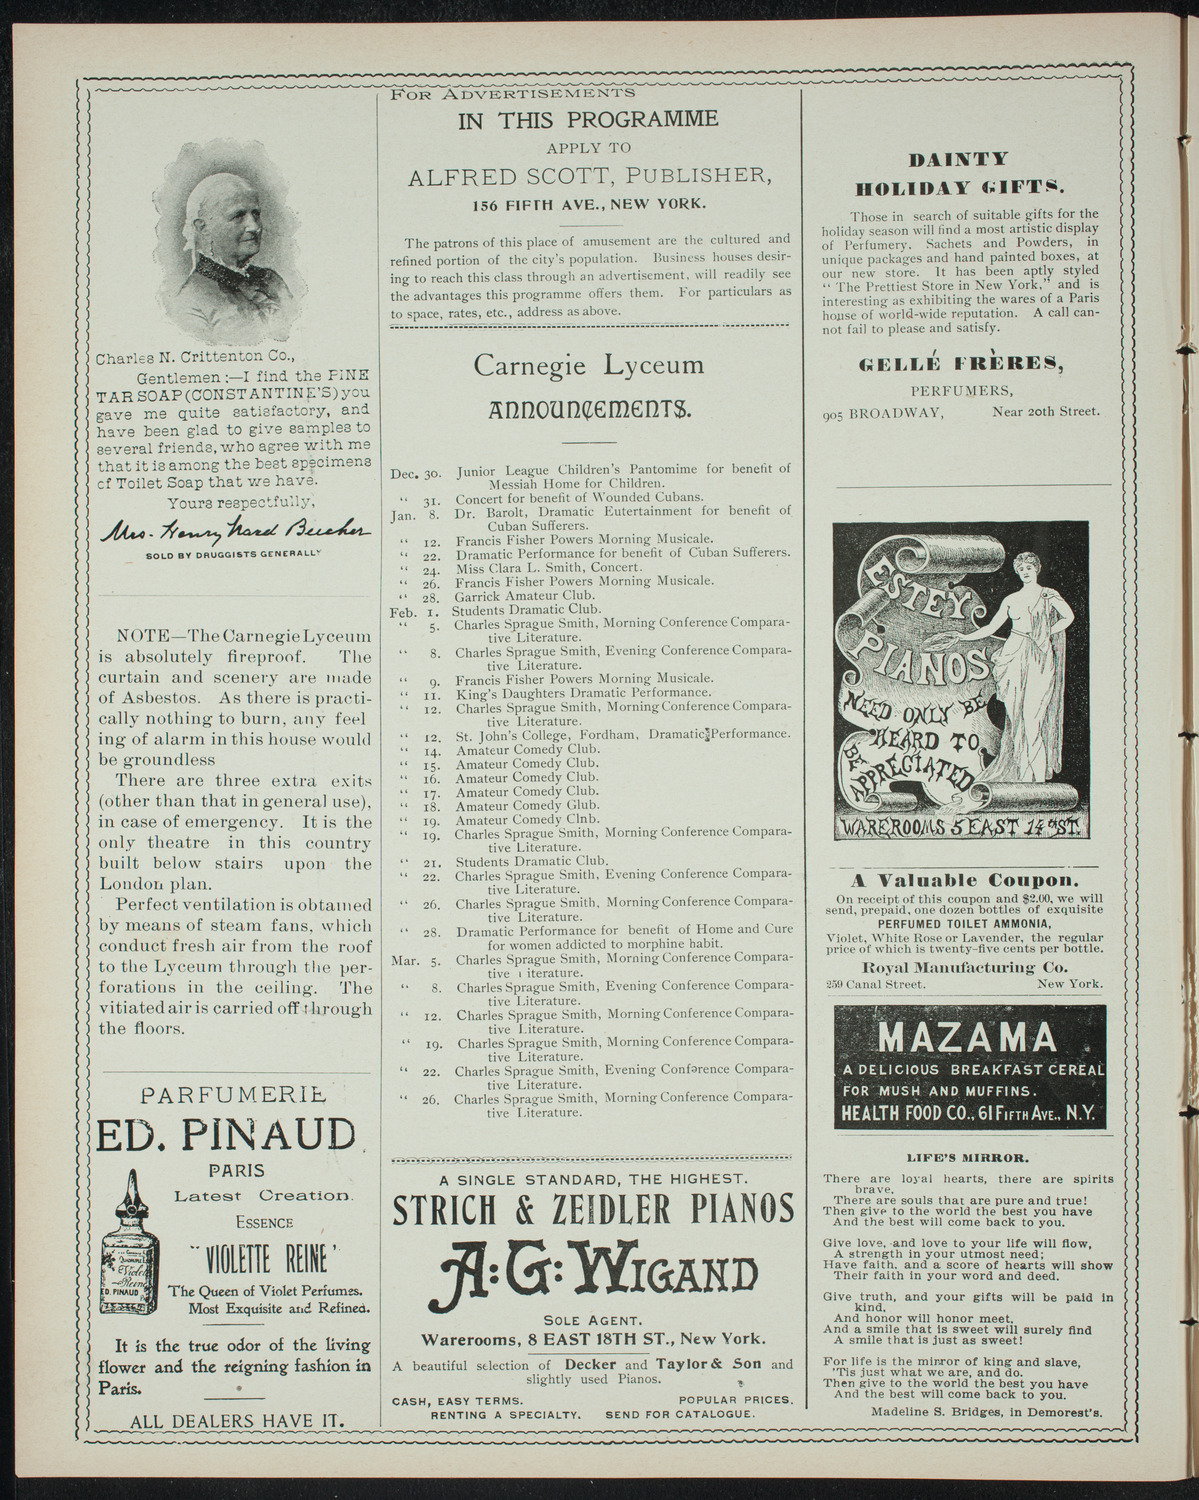 Charles N. Crittenton Co.,
Gentlemen:—I find the PINE
TAR SOAP (CONSTANTINE'S) you
gave me quite satisfactory, and
have been glad to give samples to
several friends, who agree with me
that it is among the best specimens
of Toilet Soap that we have.
Yours respectfully,
Mrs. Henry Ward Beecher
SOLD BY DRUGGISTS GENERALLY
NOTE—The Carnegie Lyceum
is absolutely fireproof. The
curtain and scenery are made
of Asbestos. As there is practi-
cally nothing to burn, any feel
ing of alarm in this house would
be groundless
There are three extra exits
(other than that in general use),
in case of emergency. It is the
only theatre in this country
built below stairs upon the
London plan.
Perfect ventilation is obtained
by means of steam fans, which
conduct fresh air from the roof
to the Lyceum through the per-
forations in the ceiling. The
vitiated air is carried off through
the floors.
PARFUMERIE
ED. PINAUD
PARIS
Latest Creation.
ESSENCE
"VIOLETTE REINE'
The Queen of Violet Perfumes.
Most Exquisite and Refined.
Violette
Reine
ED. PINAUD
It is the true odor of the living
flower and the reigning fashion in
Paris.
ALL DEALERS HAVE IT.
FOR ADVERTISEMENTS
IN THIS PROGRAMME
APPLY TO
ALFRED SCOTT, PUBLISHER,
156 FIFTH AVE., NEW YORK.
The patrons of this place of amusement are the cultured and
refined portion of the city's population. Business houses desir-
ing to reach this class through an advertisement, will readily see
the advantages this programme offers them. For particulars as
to space, rates, etc., address as above.
Carnegie Lyceum
ANNOUNCEMENTS.
Dec. 30. Junior League Children's Pantomime for benefit of
Messiah Home for Children.
" 31. Concert for benefit of Wounded Cubans.
Jan. 8. Dr. Barolt, Dramatic Eutertainment for benefit of
Cuban Sufferers.
" 12. Francis Fisher Powers Morning Musicale.
" 22. Dramatic Performance for benefit of Cuban Sufferers.
" 24. Miss Clara L. Smith, Concert.
" 26. Francis Fisher Powers Morning Musicale.
" 28. Garrick Amateur Club.
Feb. 1. Students Dramatic Club.
" 5. Charles Sprague Smith, Morning Conference Compara-
tive Literature.
" 8. Charles Sprague Smith, Evening Conference Compara-
tive Literature.
" 9. Francis Fisher Powers Morning Musicale.
" 11. King's Daughters Dramatic Performance.
" 12. Charles Sprague Smith, Morning Conference Compara-
tive Literature.
" 12. St. John's College, Fordham, Dramatic Performance.
" 14. Amateur Comedy Club.
" 15. Amateur Comedy Club.
" 16. Amateur Comedy Club.
" 17. Amateur Comedy Club.
" 18. Amateur Comedy Glub.
" 19. Amateur Comedy Clnb.
" 19. Charles Sprague Smith, Morning Conference Compara-
tive Literature.
" 21. Students Dramatic Club.
" 22. Charles Sprague Smith, Evening Conference Compara-
tive Literature.
" 26. Charles Sprague Smith, Morning Conference Compara-
tive Literature.
" 28. Dramatic Performance for benefit of Home and Cure
for women addicted to morphine habit.
Mar. 5. Charles Sprague Smith, Morning Conference Compara-
tive iterature.
" 8. Charles Sprague Smith, Evening Conference Compara-
tive Literature.
" 12. Charles Sprague Smith, Morning Conference Compara-
tive Literature.
" 19. Charles Sprague Smith, Morning Conference Compara-
tive Literature.
" 22. Charles Sprague Smith, Evening Conference Compara-
tive Literature.
" 26. Charles Sprague Smith, Morning Conference Compara-
tive Literature.
A SINGLE STANDARD, THE HIGHEST.
STRICH & ZEIDLER PIANOS
A:G:WIGAND
SOLE AGENT.
Warerooms, 8 EAST 18TH ST., New York.
A beautiful selection of Decker and Taylor & Son and
slightly used Pianos.
CASH, EASY TERMS. POPULAR PRICES.
RENTING A SPECIALTY. SEND FOR CATALOGUE.
DAINTY
HOLIDAY GIFTS.
Those in search of suitable gifts for the
holiday season will find a most artistic display
of Perfumery, Sachets and Powders, in
unique packages and hand painted boxes, at
our new store. It has been aptly styled
" The Prettiest Store in New York," and is
interesting as exhibiting the wares of a Paris
house of world-wide reputation. A call can-
not fail to please and satisfy.
GELLÉ FRÈRES,
PERFUMERS,
905 BROADWAY, Near 20th Street.
ESTEY
PIANOS
NEED ONLY BE
HEARD TO
BE APPRECIATED
WAREROOMS 5 EAST 14TH ST.
A Valuable Coupon.
On receipt of this coupon and $2.00, we will
send, prepaid, one dozen bottles of exquisite
PERFUMED TOILET AMMONIA,
Violet, White Rose or Lavender, the regular
price of which is twenty-five cents per bottle.
Royal Manufacturing Co.
259 Canal Street. New York.
MAZAMA
A DELICIOUS BREAKFAST CEREAL
FOR MUSH AND MUFFINS.
HEALTH FOOD CO., 61 FIFTH AVE., N.Y.
LIFE'S MIRROR.
There are loyal hearts, there are spirits
brave,
There are souls that are pure and true!
Then give to the world the best you have
And the best will come back to you.
Give love, and love to your life will flow,
A strength in your utmost need;
Have faith, and a score of hearts will show
Their faith in your word and deed.
Give truth, and your gifts will be paid in
kind,
And honor will honor meet,
And a smile that is sweet will surely find
A smile that is just as sweet!
For life is the mirror of king and slave,
'Tis just what we are, and do.
Then give to the world the best you have
And the best will come back to you.
Madeline S. Bridges, in Demorest's.